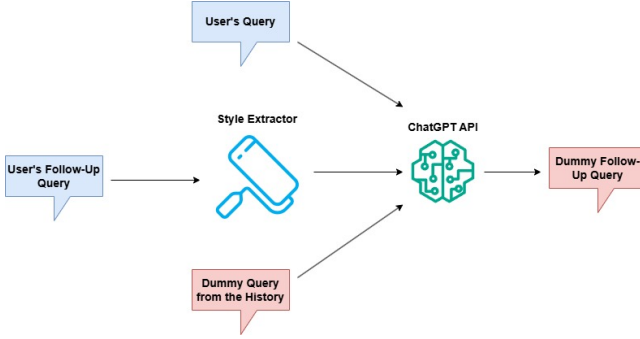 User's Query
Style Extractor
ChatGPT API
User's Follow-Up
Query
Dummy Follow-
Up Query
Dummy Query
from the History